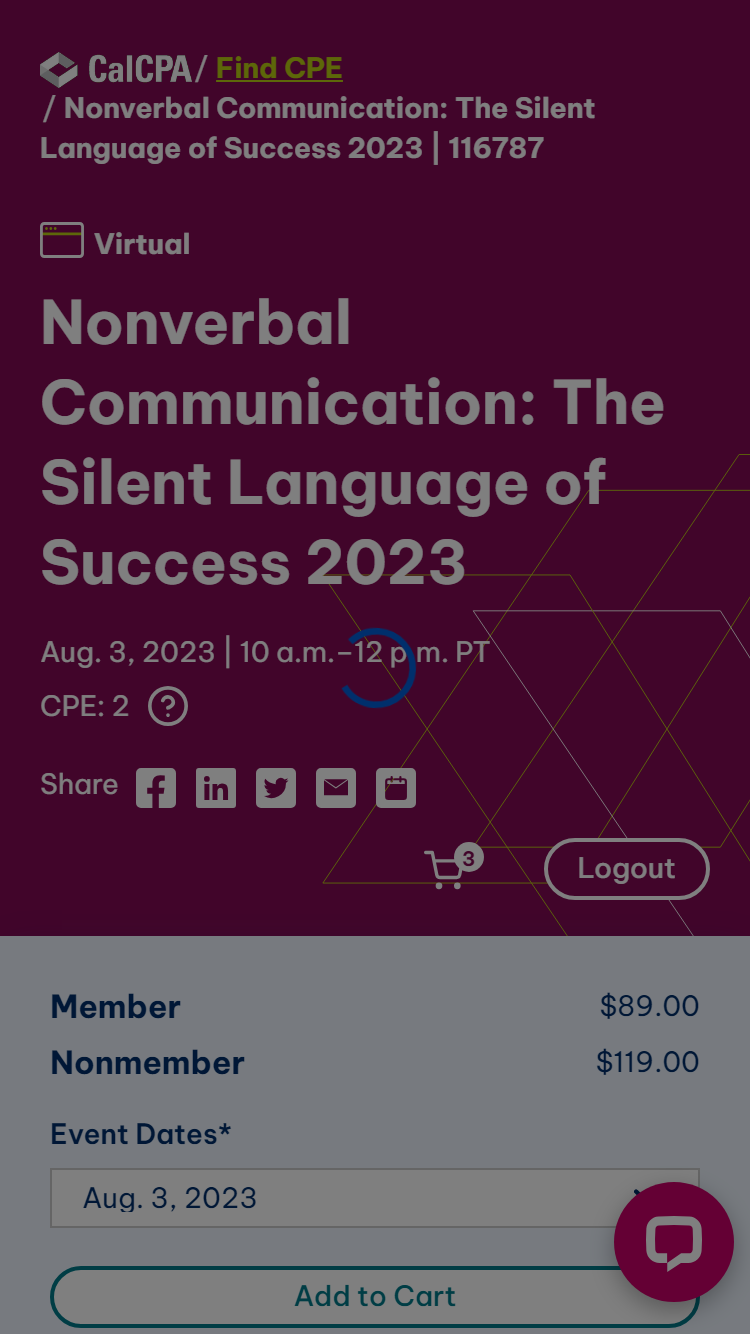 CalCPA / Find CPE
/ Nonverbal Communication: The Silent
Language of Success 2023 | 116787
Virtual
Nonverbal
Communication: The
Silent Language of
Success 2023
Aug. 3, 2023 | 10 a.m.–12 p.m. PT
CPE: 2 ?
Share
3
Logout
Member $89.00
Nonmember $119.00
Event Dates*
Aug. 3, 2023
Add to Cart